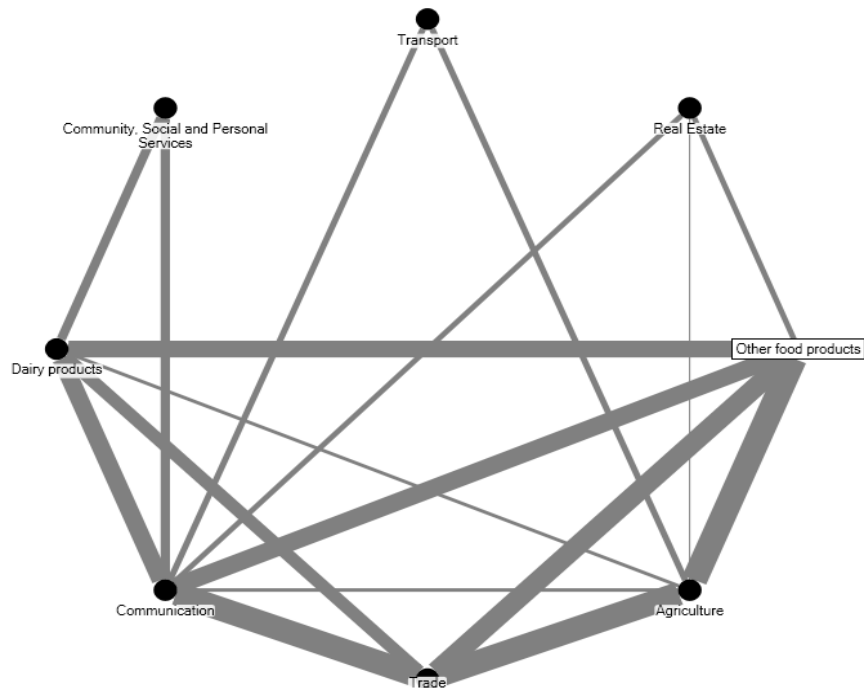 Transport
Community, Social and Personal
Services
Real Estate
Other food products
Dairy products
Communication
Agriculture
Trade